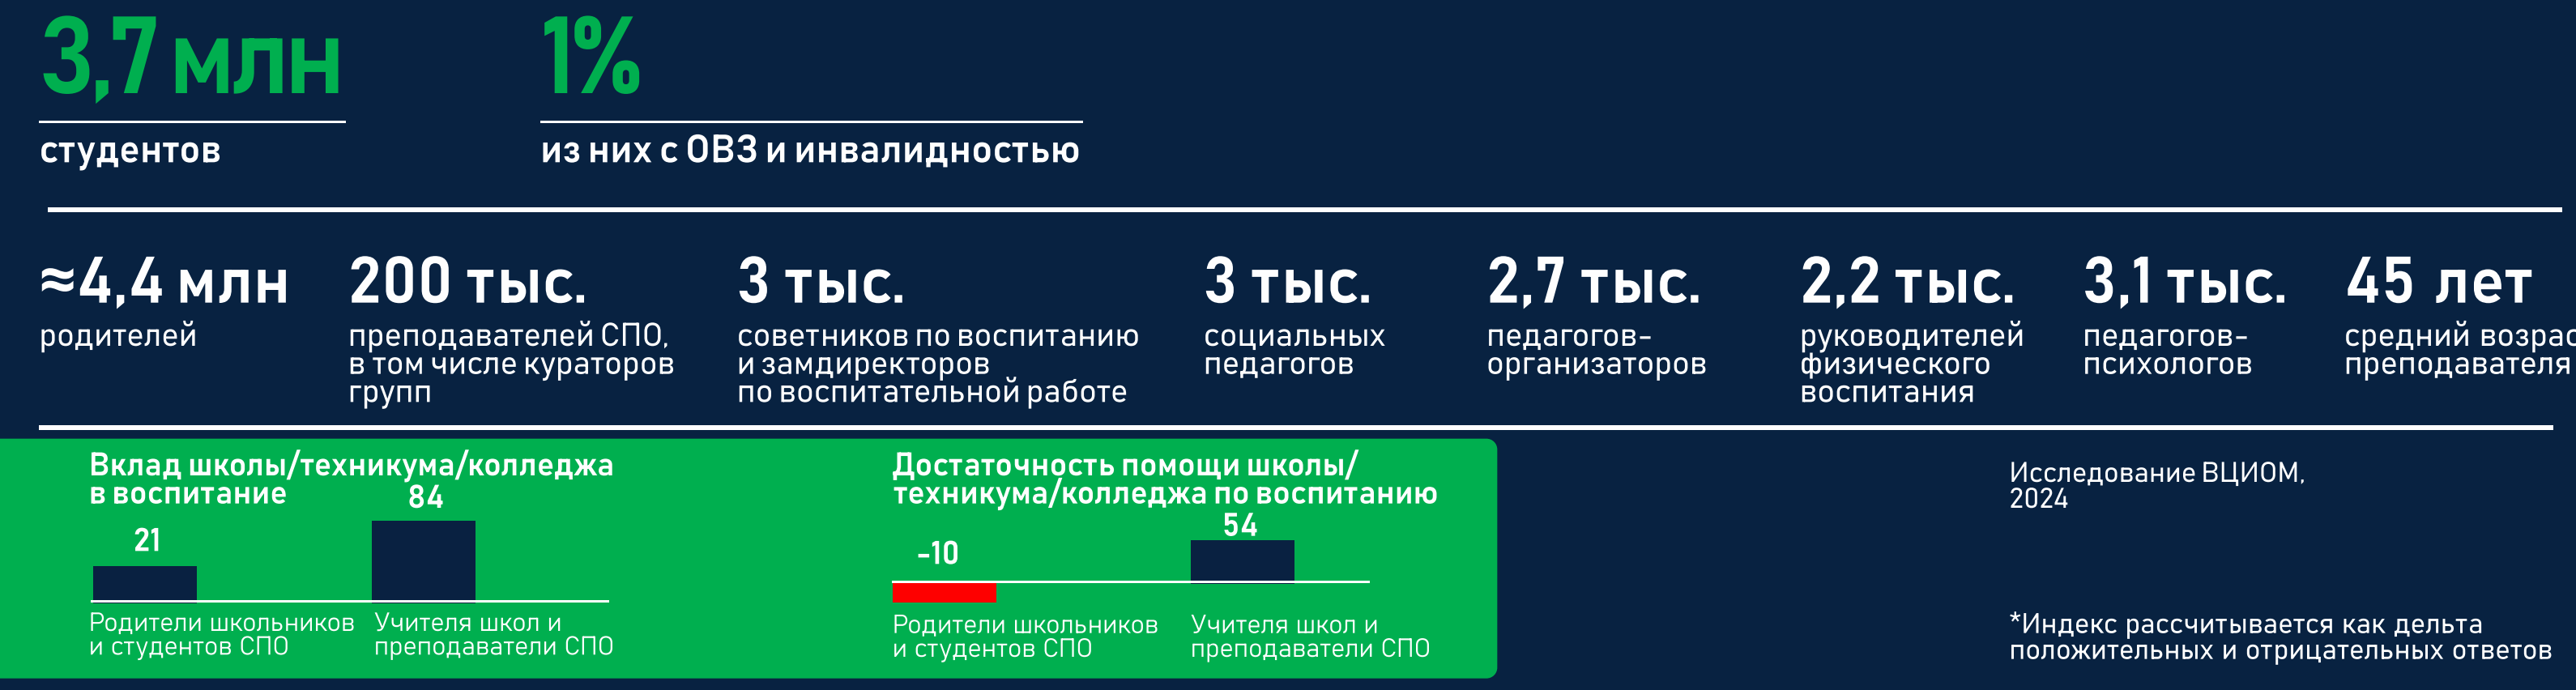 3,7 млн
студентов
1%
из них с ОВЗ и инвалидностью
≈4,4 млн
родителей
200 тыс.
преподавателей СПО,
в том числе кураторов
групп
3 тыс.
советников по воспитанию
и замдиректоров
по воспитательной работе
3 тыс.
социальных
педагогов
2,7 тыс.
педагогов-
организаторов
2,2 тыс.
руководителей
физического
воспитания
3,1 тыс.
педагогов-
психологов
45 лет
средний возрас
преподавателя
Вклад школы/техникума/колледжа
в воспитание
21
84
Родители школьников
и студентов СПО
Учителя школ и
преподаватели СПО
Достаточность помощи школы/
техникума/колледжа по воспитанию
-10
54
Родители школьников
и студентов СПО
Учителя школ и
преподаватели СПО
Исследование ВЦИОМ,
2024
*Индекс рассчитывается как дельта
положительных и отрицательных ответов